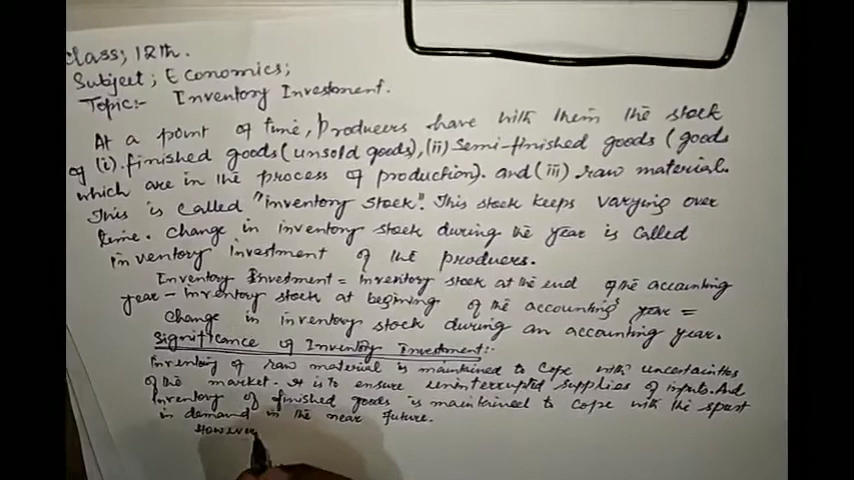 Class; 12th.
Subject; Economics;
Topic:- Inventory Investment.
At a point of time, Producers have with them the stock
of (i). finished goods (unsold goods), (ii) Semi-finished goods (goods
which are in the process of production). and (iii). raw material.
This is called "inventory stock". This stock keeps varying over
time. Change in inventory stock during the year is called
inventory investment of the producers.
Inventory Investment = inventory stock at the end of the accounting
year - Inventory stock at begining of the accounting year =
Change in inventory stock during an accounting year.
Significance of Inventory Investment:-
Inventory of raw material is maintained to cope with uncertainties
of the market. It is to ensure uninterrupted supplies of inputs. And
Inventory of finished goods is maintained to cope with the spurt
in demand in the near future.
However